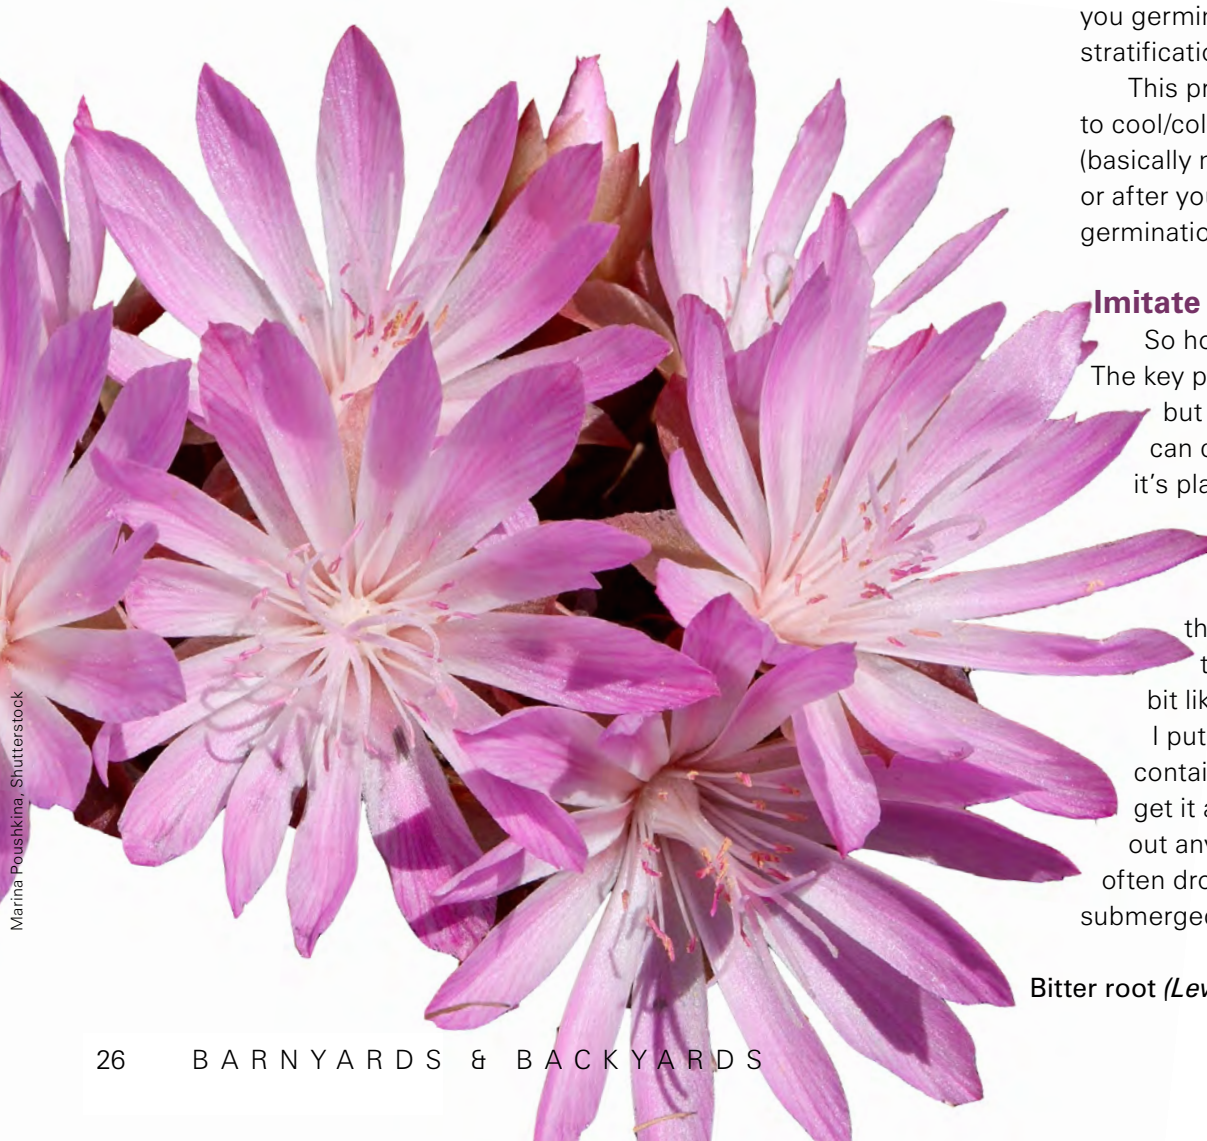 you germin
stratificatio
This pr
to cool/col
(basically n
or after you
germinatio
Imitate
So ho
The key p
but
can c
it's pla
th
t
bit lik
I put
contai
get it a
out any
often dro
submerged
Bitter root (Lew
Marina Poushkina, Shutterstock
26 BARNYARDS & BACKYARDS